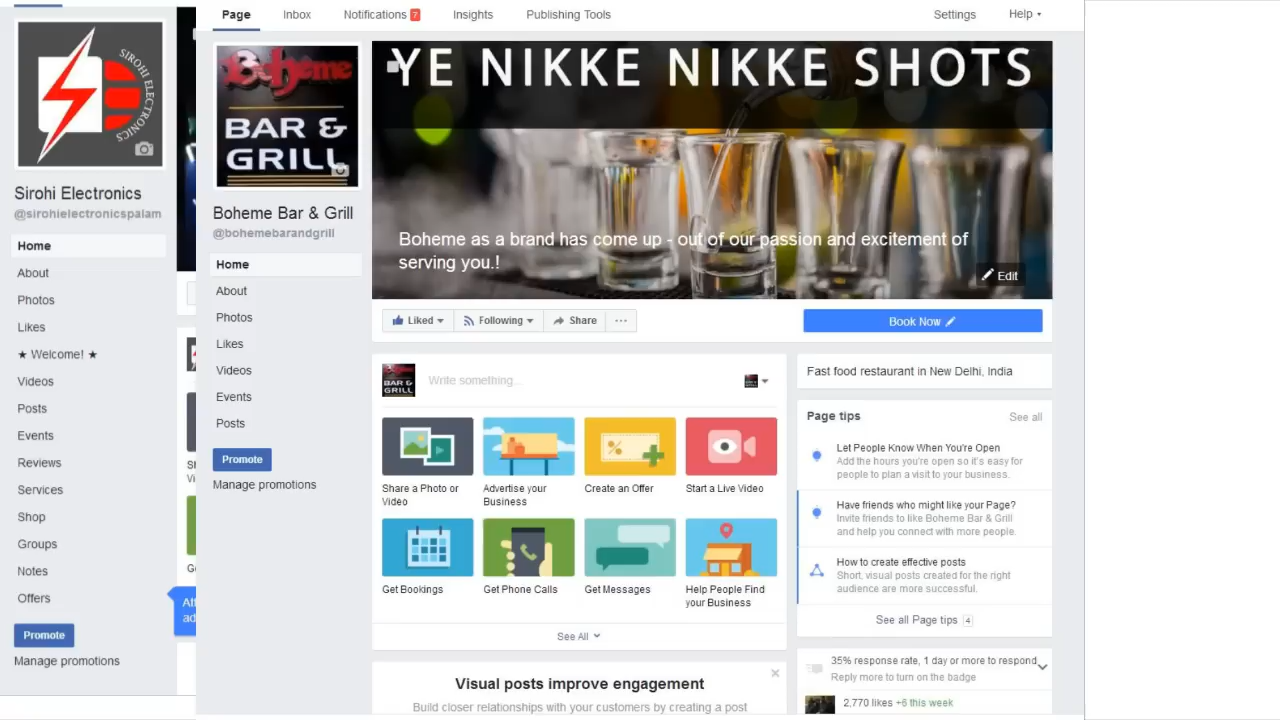 SIROHI ELECTRONICS
Sirohi Electronics
@sirohielectronicspalam
Home
About
Photos
Likes
★ Welcome! ★
Videos
Posts
Events
Reviews
Services
Shop
Groups
Notes
Offers
Promote
Manage promotions
Page Inbox Notifications 7 Insights Publishing Tools Settings Help
Boheme
BAR &
GRILL
Boheme Bar & Grill
@bohemebarandgrill
Home
About
Photos
Likes
Videos
Events
Posts
Promote
Manage promotions
YE NIKKE NIKKE SHOTS
Boheme as a brand has come up - out of our passion and excitement of
serving you.!
Edit
Liked Following Share ...
Book Now
BAR &
GRILL
Write something...
Share a Photo or
Video
Advertise your
Business
Create an Offer
Start a Live Video
Get Bookings
Get Phone Calls
Get Messages
Help People Find
your Business
See All
Visual posts improve engagement
Build closer relationships with your customers by creating a post
Fast food restaurant in New Delhi, India
Page tips See all
Let People Know When You're Open
Add the hours you're open so it's easy for
people to plan a visit to your business.
Have friends who might like your Page?
Invite friends to like Boheme Bar & Grill
and help you connect with more people.
How to create effective posts
Short, visual posts created for the right
audience are more successful.
See all Page tips 4
35% response rate, 1 day or more to respond
Reply more to turn on the badge
2,770 likes +6 this week